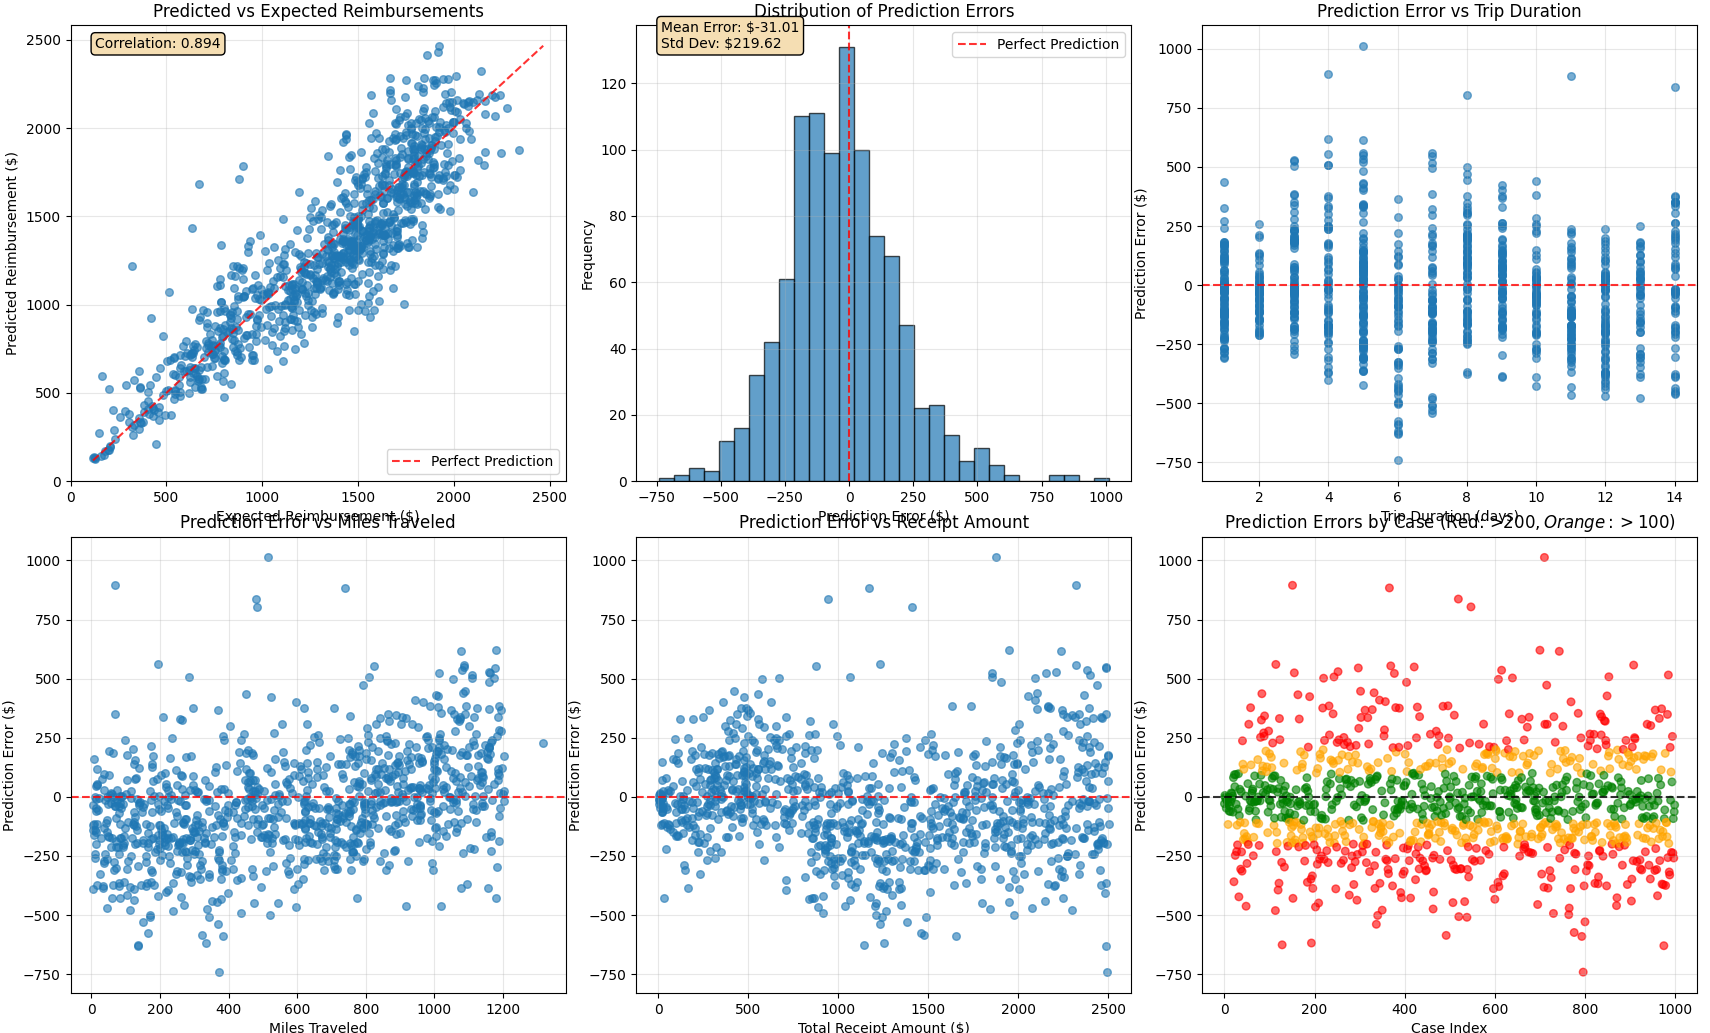 Predicted vs Expected Reimbursements
Correlation: 0.894
Predicted Reimbursement ($)
2500
2000
1500
1000
500
0
0 500 1000 1500 2000 2500
Expected Reimbursement ($)
Perfect Prediction
Distribution of Prediction Errors
Mean Error: $-31.01
Std Dev: $219.62
Perfect Prediction
Frequency
120
100
80
60
40
20
0
−750 −500 −250 0 250 500 750 1000
Prediction Error ($)
Prediction Error vs Trip Duration
Prediction Error ($)
1000
750
500
250
0
−250
−500
−750
2 4 6 8 10 12 14
Trip Duration (days)
Prediction Error vs Miles Traveled
Prediction Error ($)
1000
750
500
250
0
−250
−500
−750
0 200 400 600 800 1000 1200
Miles Traveled
Prediction Error vs Receipt Amount
Prediction Error ($)
1000
750
500
250
0
−250
−500
−750
0 500 1000 1500 2000 2500
Total Receipt Amount ($)
Prediction Errors by Case (Red: >200, Orange : > 100)
Prediction Error ($)
1000
750
500
250
0
−250
−500
−750
0 200 400 600 800 1000
Case Index